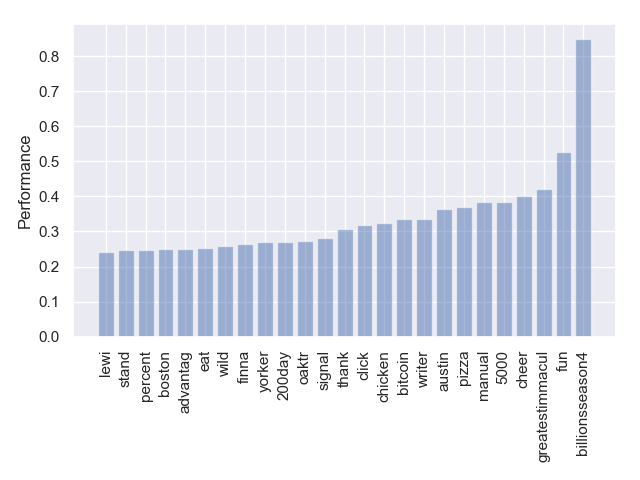 0.8
0.7
0.6
0.5
0.4
0.3
0.2
0.1
0.0
Performance
lewi
stand
percent
boston
advantag
eat
wild
finna
yorker
200day
oaktr
signal
thank
click
chicken
bitcoin
writer
austin
pizza
manual
5000
cheer
greatestimmacul
fun
billionsseason4